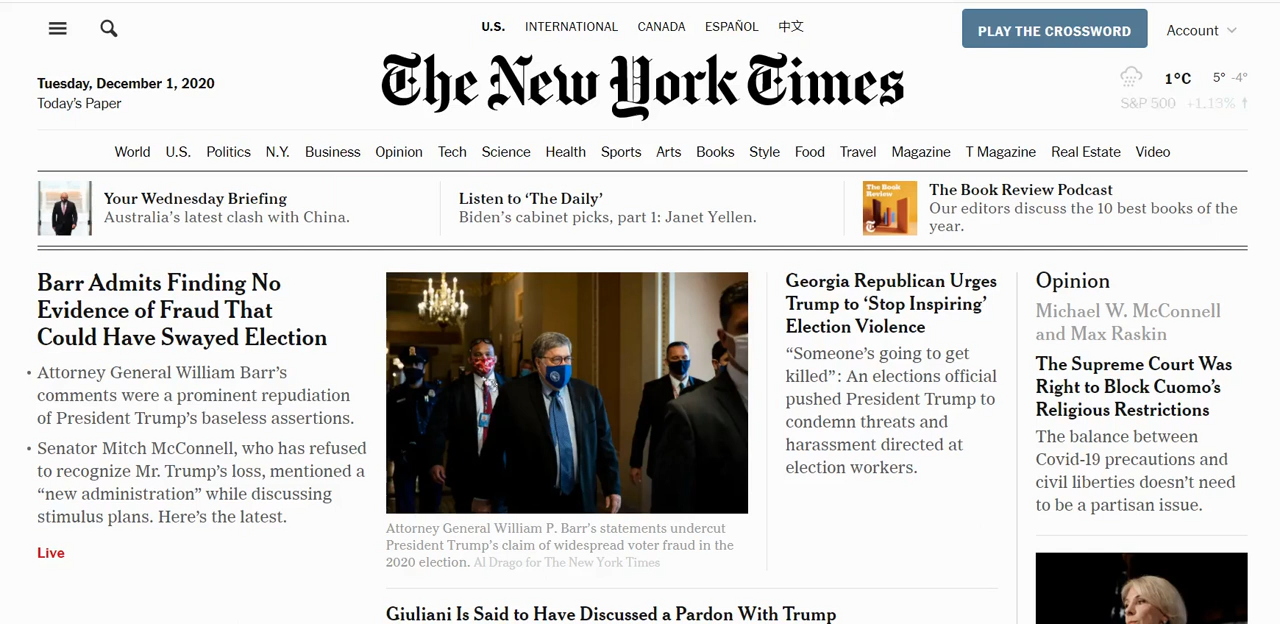 U.S. INTERNATIONAL CANADA ESPAÑOL 中文
PLAY THE CROSSWORD
Account
The New York Times
Tuesday, December 1, 2020
Today's Paper
1°C 5° -4°
S&P 500 +1.13% ↑
World U.S. Politics N.Y. Business Opinion Tech Science Health Sports Arts Books Style Food Travel Magazine T Magazine Real Estate Video
Your Wednesday Briefing
Australia's latest clash with China.
Listen to ‘The Daily’
Biden's cabinet picks, part 1: Janet Yellen.
The Book
Review
The Book Review Podcast
Our editors discuss the 10 best books of the
year.
Barr Admits Finding No
Evidence of Fraud That
Could Have Swayed Election
• Attorney General William Barr's
comments were a prominent repudiation
of President Trump's baseless assertions.
• Senator Mitch McConnell, who has refused
to recognize Mr. Trump's loss, mentioned a
“new administration” while discussing
stimulus plans. Here's the latest.
Live
Attorney General William P. Barr's statements undercut
President Trump's claim of widespread voter fraud in the
2020 election. Al Drago for The New York Times
Giuliani Is Said to Have Discussed a Pardon With Trump
Georgia Republican Urges
Trump to ‘Stop Inspiring’
Election Violence
“Someone's going to get
killed”: An elections official
pushed President Trump to
condemn threats and
harassment directed at
election workers.
Opinion
Michael W. McConnell
and Max Raskin
The Supreme Court Was
Right to Block Cuomo's
Religious Restrictions
The balance between
Covid-19 precautions and
civil liberties doesn't need
to be a partisan issue.